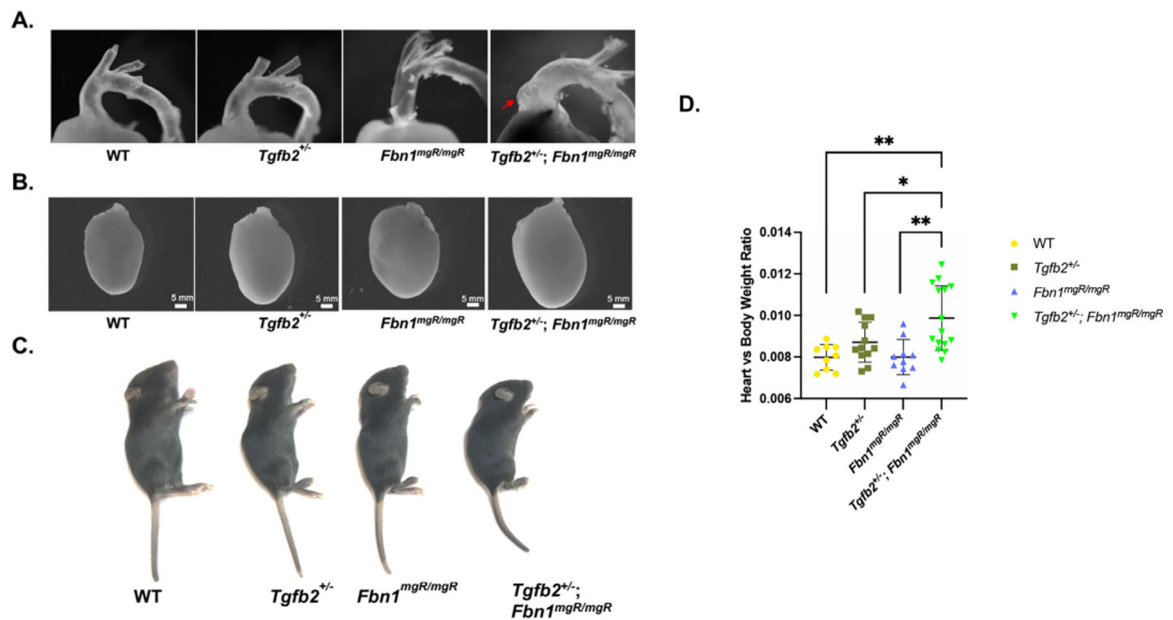 A.
WT
Tgfb2+/-
Fbn1mgR/mgR
Tgfb2+/-; Fbn1mgR/mgR
B.
5 mm
5 mm
5 mm
5 mm
WT
Tgfb2+/-
Fbn1mgR/mgR
Tgfb2+/-; Fbn1mgR/mgR
C.
WT
Tgfb2+/-
Fbn1mgR/mgR
Tgfb2+/-;
Fbn1mgR/mgR
D.
**
*
**
Heart vs Body Weight Ratio
0.014
0.012
0.010
0.008
0.006
WT
Tgfb2+/-
Fbn1mgR/mgR
Tgfb2+/-; Fbn1mgR/mgR
WT
Tgfb2+/-
Fbn1mgR/mgR
Tgfb2+/-; Fbn1mgR/mgR